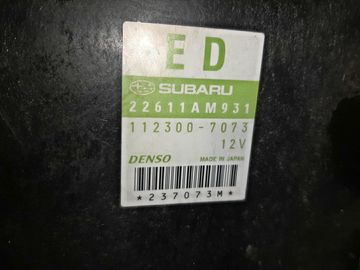 ED
SUBARU
22611AM931
112300-7073
12V
DENSO MADE IN JAPAN
*237073M*